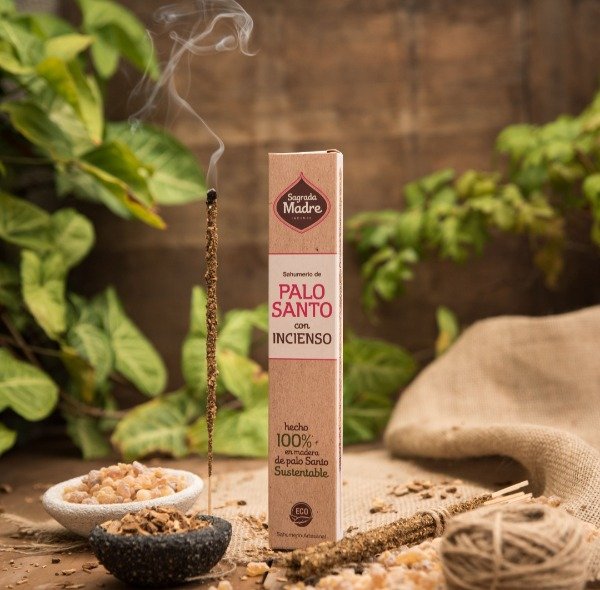 Sagrada
Madre
Sahumerio de
PALO
SANTO
con
INCIENSO
hecho
100%
en madera
de palo Santo
Sustentable
ECO